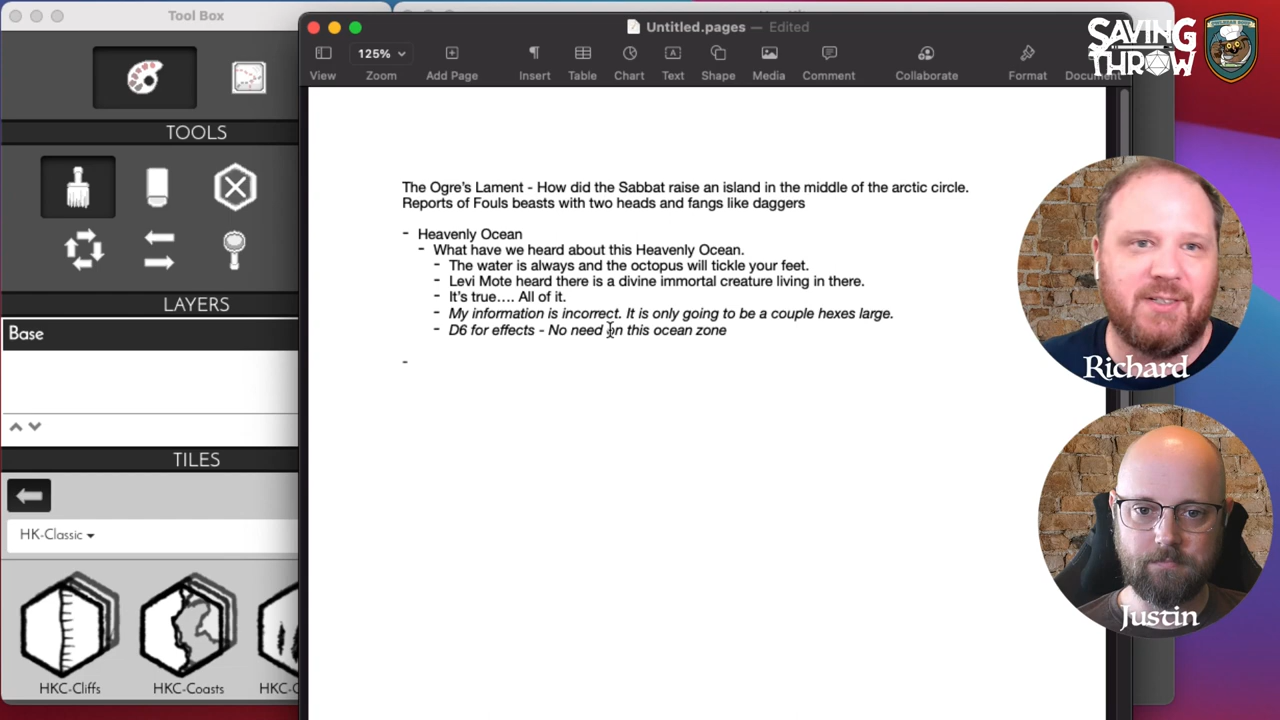 Tool Box
Untitled.pages — Edited
SAVING THROW
125%
View
Zoom
Add Page
Insert
Table
Chart
Text
Shape
Media
Comment
Collaborate
Format
Document
TOOLS
LAYERS
Base
TILES
HK-Classic
HKC-Cliffs
HKC-Coasts
The Ogre's Lament - How did the Sabbat raise an island in the middle of the arctic circle.
Reports of Fouls beasts with two heads and fangs like daggers
- Heavenly Ocean
- What have we heard about this Heavenly Ocean.
- The water is always and the octopus will tickle your feet.
- Levi Mote heard there is a divine immortal creature living in there.
- It's true…. All of it.
- My information is incorrect. It is only going to be a couple hexes large.
- D6 for effects - No need on this ocean zone
-
Richard
Justin